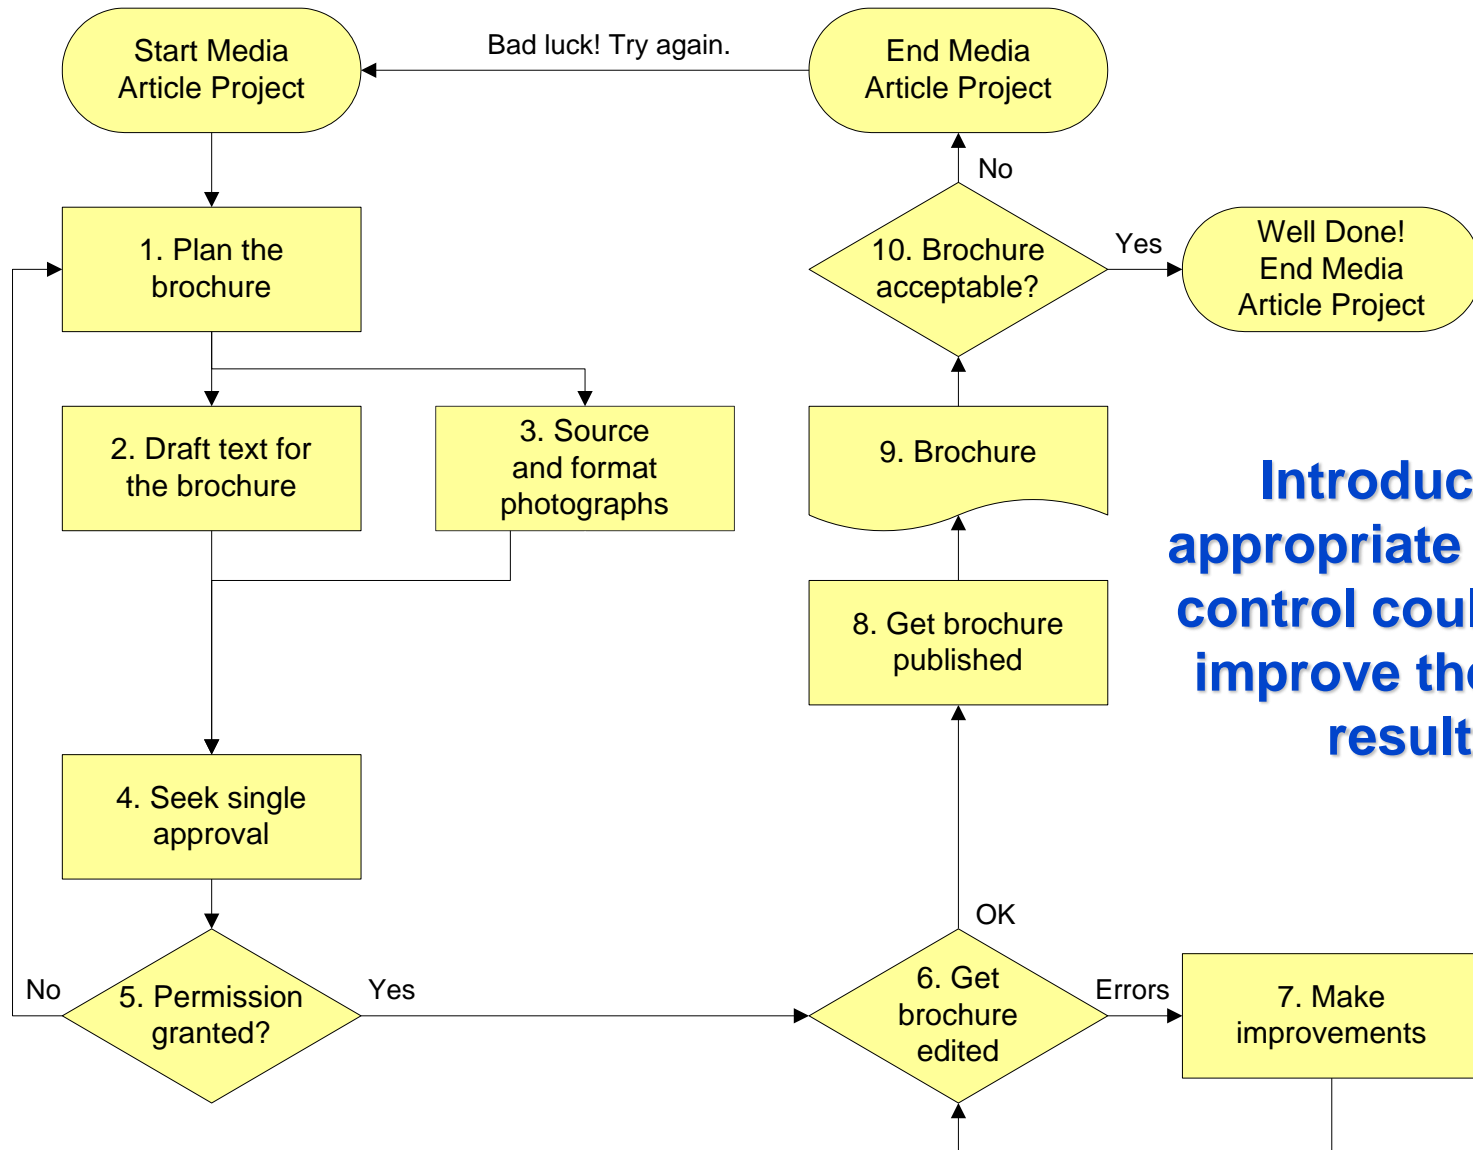 Start Media
Article Project
Bad luck! Try again.
End Media
Article Project
No
1. Plan the
brochure
10. Brochure
acceptable?
Yes
Well Done!
End Media
Article Project
2. Draft text for
the brochure
3. Source
and format
photographs
9. Brochure
Introduc
appropriate
control coul
improve the
result
8. Get brochure
published
4. Seek single
approval
OK
No
5. Permission
granted?
Yes
6. Get
brochure
edited
Errors
7. Make
improvements